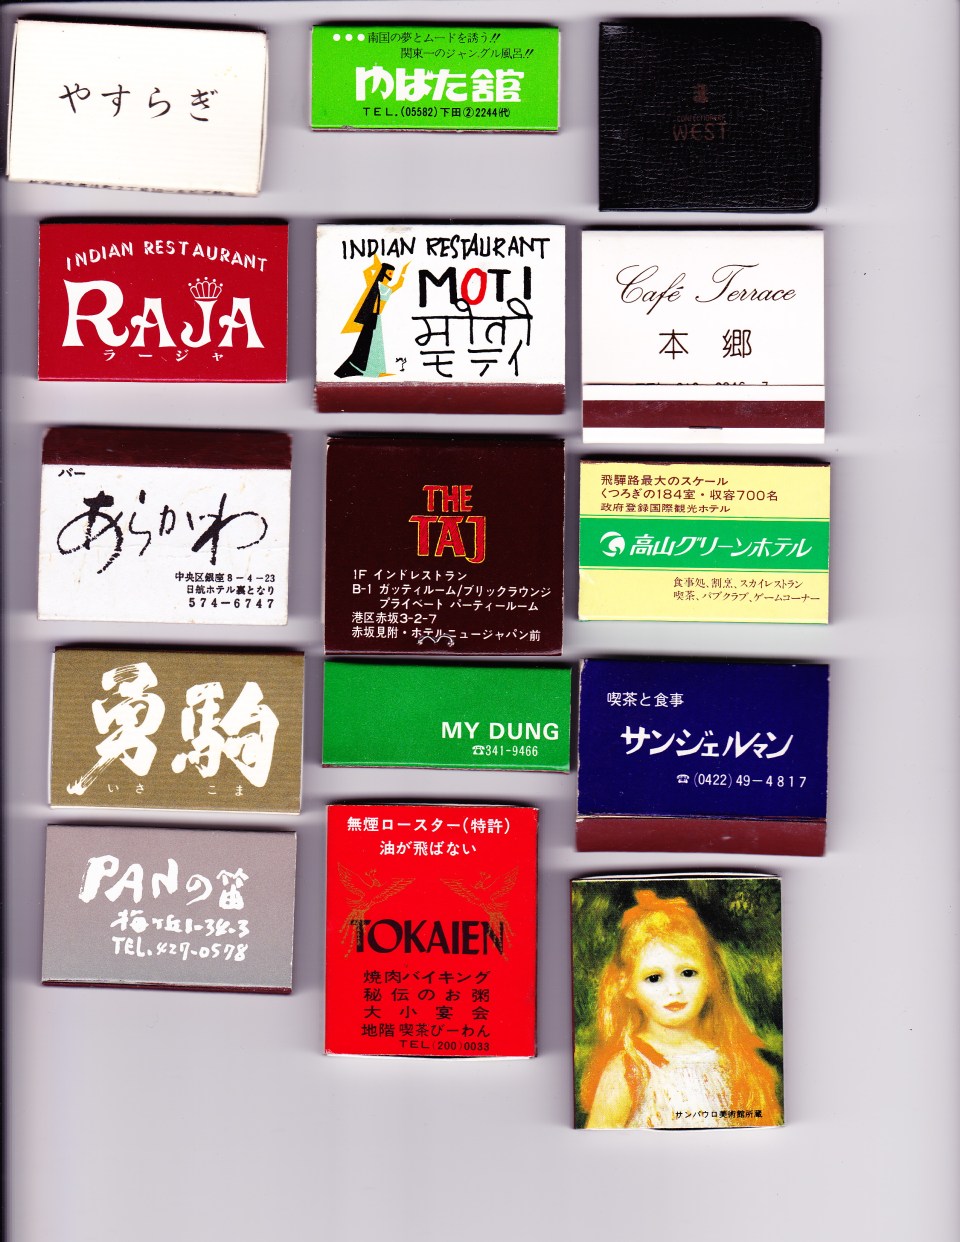 やすらぎ
●●●南国の夢とムードを誘う!!
関東一のジャングル風呂!!
ゆばた舘
TEL.(05582)下田②2244㈹
WEST
INDIAN RESTAURANT
RAJA
ラージャ
INDIAN RESTAURANT
MOTI
मोती
モティ
Café Terrace
本郷
バー
あらかわ
中央区銀座8-4-23
日航ホテル裏となり
574-6747
THE
TAJ
1F インドレストラン
B-1 ガッティルーム/ブリックラウンジ
プライベート パーティールーム
港区赤坂3-2-7
赤坂見附・ホテルニュージャパン前
飛驒路最大のスケール
くつろぎの184室・収容700名
政府登録国際観光ホテル
高山グリーンホテル
食事処、割烹、スカイレストラン
喫茶、パブクラブ、ゲームコーナー
勇駒
いさ こま
MY DUNG
☎341-9466
喫茶と食事
サンジェルマン
☎(0422)49-4817
PANの笛
梅ヶ丘1-34-3
TEL.427-0578
無煙ロースター(特許)
油が飛ばない
TOKAIEN
焼肉バイキング
秘伝のお粥
大小宴会
地階 喫茶びーわん
TEL(200)0033
サンパウロ美術館所蔵